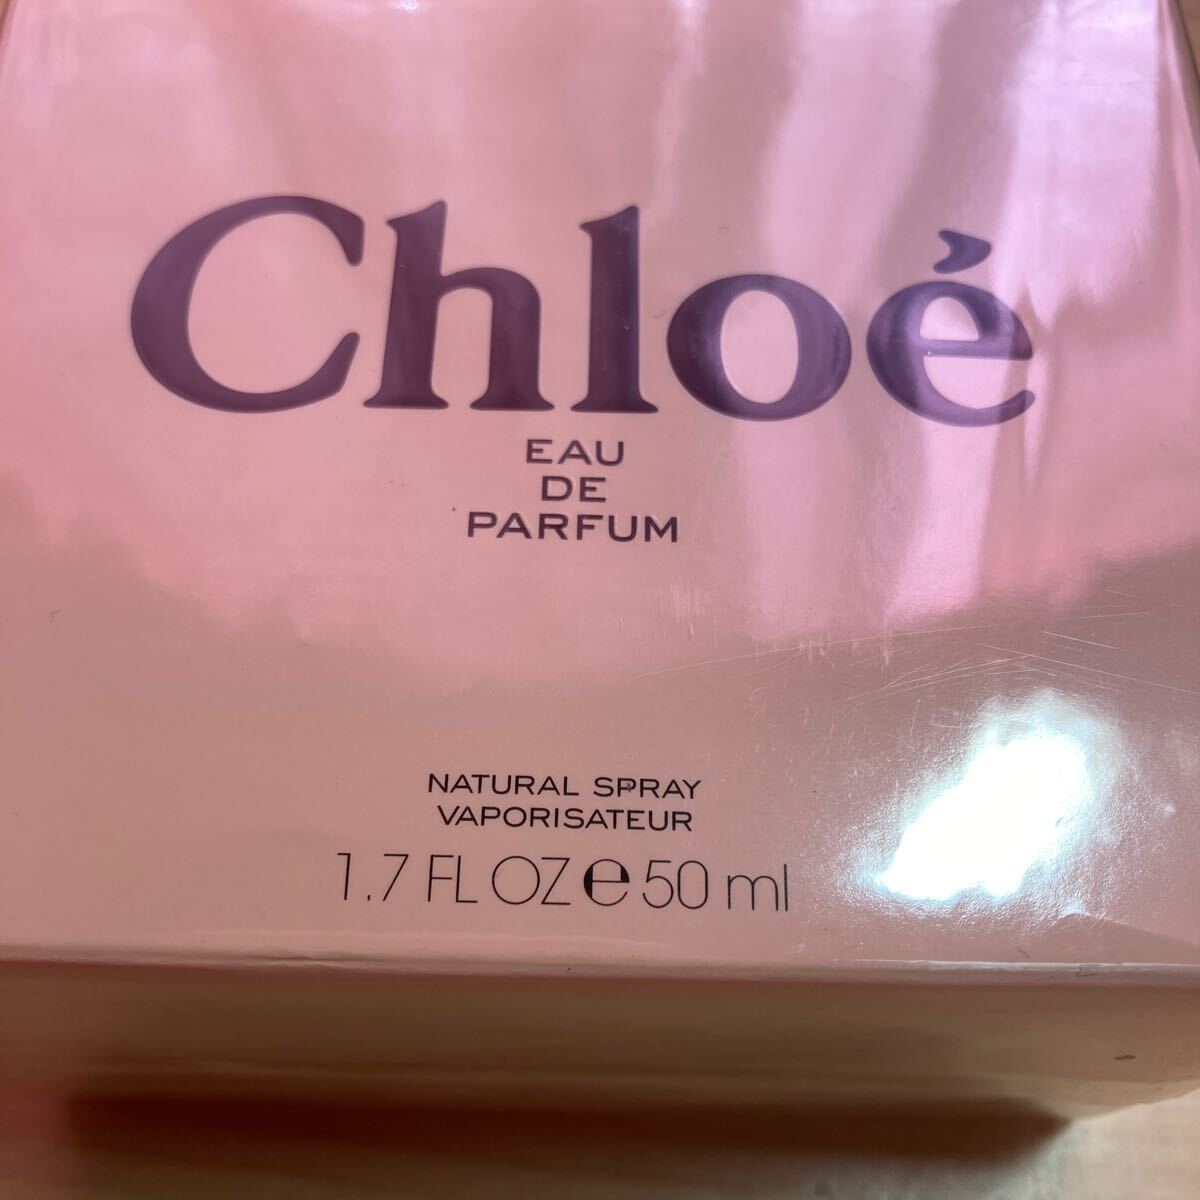 Chloé
EAU
DE
PARFUM
NATURAL SPRAY
VAPORISATEUR
1.7 FL OZ e 50 ml